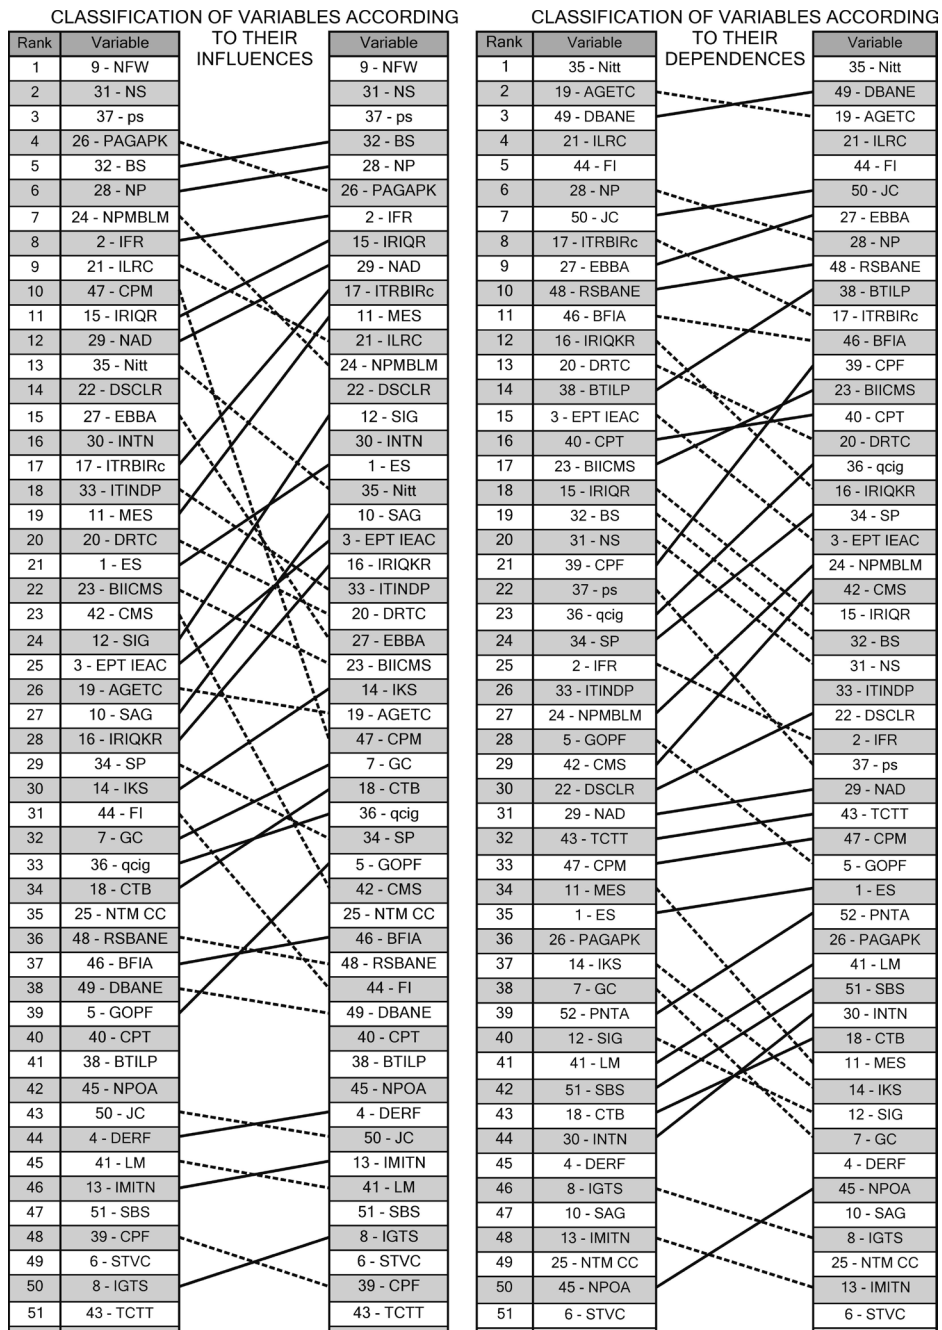 CLASSIFICATION OF VARIABLES ACCORDING
TO THEIR
INFLUENCES
Rank Variable Variable
1 9 - NFW 9 - NFW
2 31 - NS 31 - NS
3 37 - ps 37 - ps
4 26 - PAGAPK 32 - BS
5 32 - BS 28 - NP
6 28 - NP 26 - PAGAPK
7 24 - NPMBLM 2 - IFR
8 2 - IFR 15 - IRIQR
9 21 - ILRC 29 - NAD
10 47 - CPM 17 - ITRBIRc
11 15 - IRIQR 11 - MES
12 29 - NAD 21 - ILRC
13 35 - Nitt 24 - NPMBLM
14 22 - DSCLR 22 - DSCLR
15 27 - EBBA 12 - SIG
16 30 - INTN 30 - INTN
17 17 - ITRBIRc 1 - ES
18 33 - ITINDP 35 - Nitt
19 11 - MES 10 - SAG
20 20 - DRTC 3 - EPT IEAC
21 1 - ES 16 - IRIQKR
22 23 - BIICMS 33 - ITINDP
23 42 - CMS 20 - DRTC
24 12 - SIG 27 - EBBA
25 3 - EPT IEAC 23 - BIICMS
26 19 - AGETC 14 - IKS
27 10 - SAG 19 - AGETC
28 16 - IRIQKR 47 - CPM
29 34 - SP 7 - GC
30 14 - IKS 18 - CTB
31 44 - FI 36 - qcig
32 7 - GC 34 - SP
33 36 - qcig 5 - GOPF
34 18 - CTB 42 - CMS
35 25 - NTM CC 25 - NTM CC
36 48 - RSBANE 46 - BFIA
37 46 - BFIA 48 - RSBANE
38 49 - DBANE 44 - FI
39 5 - GOPF 49 - DBANE
40 40 - CPT 40 - CPT
41 38 - BTILP 38 - BTILP
42 45 - NPOA 45 - NPOA
43 50 - JC 4 - DERF
44 4 - DERF 50 - JC
45 41 - LM 13 - IMITN
46 13 - IMITN 41 - LM
47 51 - SBS 51 - SBS
48 39 - CPF 8 - IGTS
49 6 - STVC 6 - STVC
50 8 - IGTS 39 - CPF
51 43 - TCTT 43 - TCTT
CLASSIFICATION OF VARIABLES ACCORDING
TO THEIR
DEPENDENCES
Rank Variable Variable
1 35 - Nitt 35 - Nitt
2 19 - AGETC 49 - DBANE
3 49 - DBANE 19 - AGETC
4 21 - ILRC 21 - ILRC
5 44 - FI 44 - FI
6 28 - NP 50 - JC
7 50 - JC 27 - EBBA
8 17 - ITRBIRc 28 - NP
9 27 - EBBA 48 - RSBANE
10 48 - RSBANE 38 - BTILP
11 46 - BFIA 17 - ITRBIRc
12 16 - IRIQKR 46 - BFIA
13 20 - DRTC 39 - CPF
14 38 - BTILP 23 - BIICMS
15 3 - EPT IEAC 40 - CPT
16 40 - CPT 20 - DRTC
17 23 - BIICMS 36 - qcig
18 15 - IRIQR 16 - IRIQKR
19 32 - BS 34 - SP
20 31 - NS 3 - EPT IEAC
21 39 - CPF 24 - NPMBLM
22 37 - ps 42 - CMS
23 36 - qcig 15 - IRIQR
24 34 - SP 32 - BS
25 2 - IFR 31 - NS
26 33 - ITINDP 33 - ITINDP
27 24 - NPMBLM 22 - DSCLR
28 5 - GOPF 2 - IFR
29 42 - CMS 37 - ps
30 22 - DSCLR 29 - NAD
31 29 - NAD 43 - TCTT
32 43 - TCTT 47 - CPM
33 47 - CPM 5 - GOPF
34 11 - MES 1 - ES
35 1 - ES 52 - PNTA
36 26 - PAGAPK 26 - PAGAPK
37 14 - IKS 41 - LM
38 7 - GC 51 - SBS
39 52 - PNTA 30 - INTN
40 12 - SIG 18 - CTB
41 41 - LM 11 - MES
42 51 - SBS 14 - IKS
43 18 - CTB 12 - SIG
44 30 - INTN 7 - GC
45 4 - DERF 4 - DERF
46 8 - IGTS 45 - NPOA
47 10 - SAG 10 - SAG
48 13 - IMITN 8 - IGTS
49 25 - NTM CC 25 - NTM CC
50 45 - NPOA 13 - IMITN
51 6 - STVC 6 - STVC